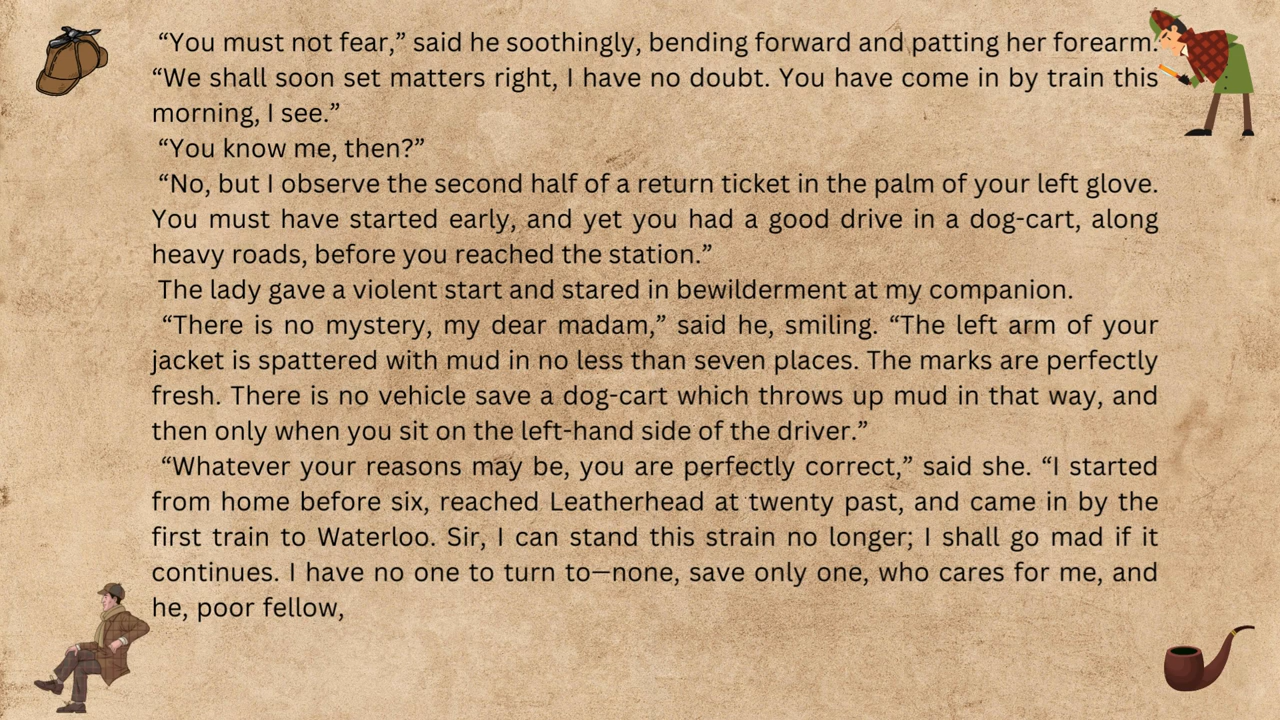 “You must not fear,” said he soothingly, bending forward and patting her forearm.
“We shall soon set matters right, I have no doubt. You have come in by train this
morning, I see.”
“You know me, then?”
“No, but I observe the second half of a return ticket in the palm of your left glove.
You must have started early, and yet you had a good drive in a dog-cart, along
heavy roads, before you reached the station.”
The lady gave a violent start and stared in bewilderment at my companion.
“There is no mystery, my dear madam,” said he, smiling. “The left arm of your
jacket is spattered with mud in no less than seven places. The marks are perfectly
fresh. There is no vehicle save a dog-cart which throws up mud in that way, and
then only when you sit on the left-hand side of the driver.”
“Whatever your reasons may be, you are perfectly correct,” said she. “I started
from home before six, reached Leatherhead at twenty past, and came in by the
first train to Waterloo. Sir, I can stand this strain no longer; I shall go mad if it
continues. I have no one to turn to—none, save only one, who cares for me, and
he, poor fellow,